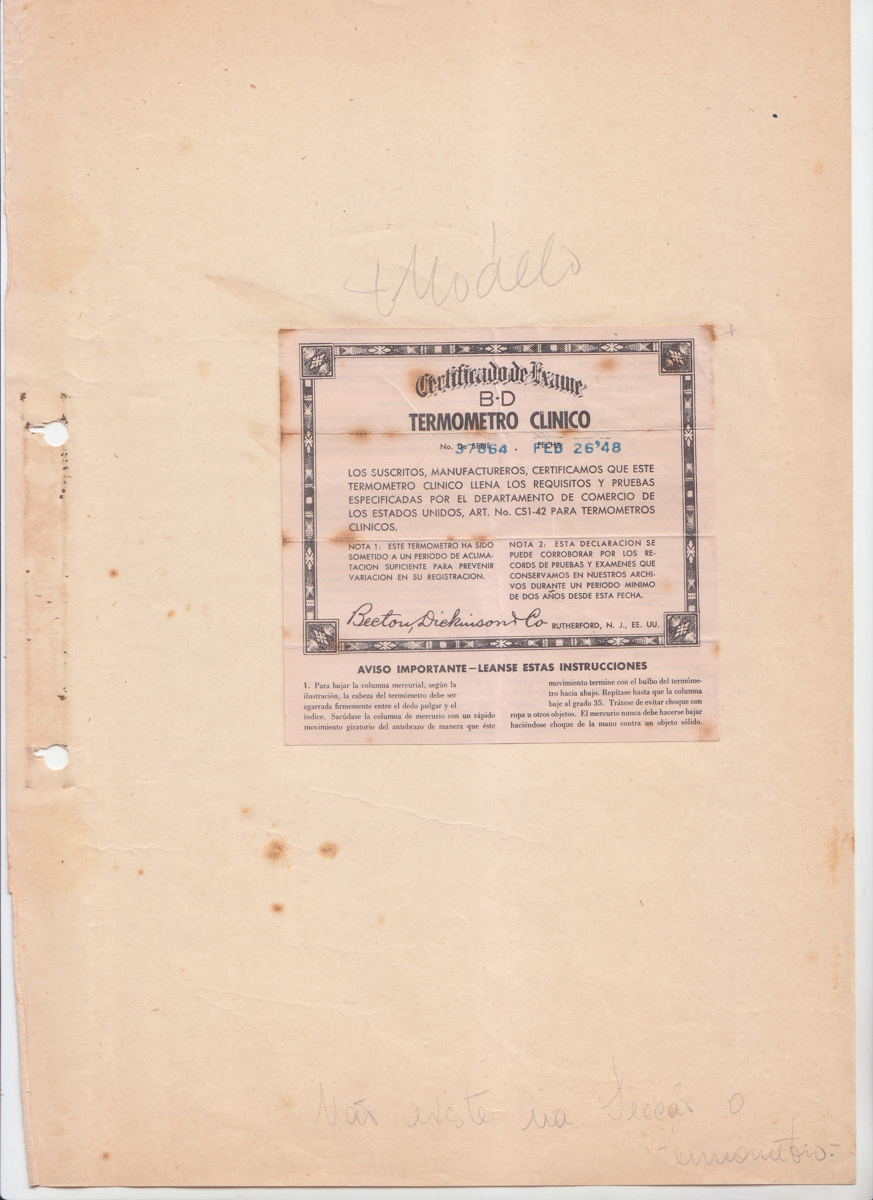 +Modelo
+
Certificado de Exame
B-D
TERMOMETRO CLINICO
No. De SERIE FECHA
37864 . FEB 26'48
LOS SUSCRITOS, MANUFACTUREROS, CERTIFICAMOS QUE ESTE
TERMOMETRO CLINICO LLENA LOS REQUISITOS Y PRUEBAS
ESPECIFICADAS POR EL DEPARTAMENTO DE COMERCIO DE
LOS ESTADOS UNIDOS, ART. No. CS1-42 PARA TERMOMETROS
CLINICOS.
NOTA 1: ESTE TERMOMETRO HA SIDO
SOMETIDO A UN PERIODO DE ACLIMA-
TACION SUFICIENTE PARA PREVENIR
VARIACION EN SU REGISTRACION.
NOTA 2: ESTA DECLARACION SE
PUEDE CORROBORAR POR LOS RE-
CORDS DE PRUEBAS Y EXAMENES QUE
CONSERVAMOS EN NUESTROS ARCHI-
VOS DURANTE UN PERIODO MINIMO
DE DOS AÑOS DESDE ESTA FECHA.
Becton, Dickinson & Co RUTHERFORD, N. J., EE. UU.
AVISO IMPORTANTE—LEANSE ESTAS INSTRUCCIONES
1. Para bajar la columna mercurial, según la
ilustración, la cabeza del termómetro debe ser
agarrada firmemente entre el dedo pulgar y el
índice. Sacúdase la columna de mercurio con un rápido
movimiento giratorio del antebrazo de manera que éste
movimiento termine con el bulbo del termóme-
tro hacia abajo. Repítase hasta que la columna
baje al grado 35. Trátese de evitar choque con
ropa u otros objetos. El mercurio nunca debe hacerse bajar
haciéndose choque de la mano contra un objeto sólido.
Não existe na Secção o
termometro.-